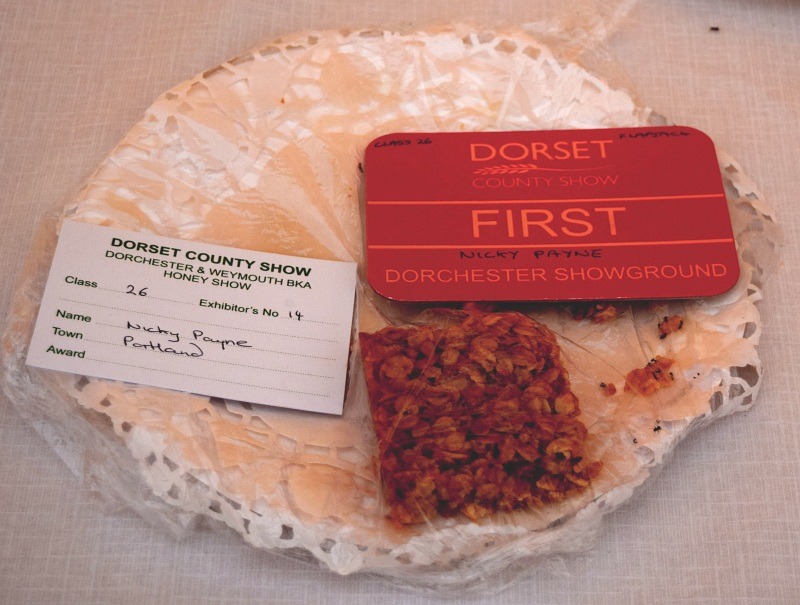 CLASS 26 FLAPJACK
DORSET
COUNTY SHOW
FIRST
NICKY PAYNE
DORCHESTER SHOWGROUND
DORSET COUNTY SHOW
DORCHESTER & WEYMOUTH BKA
HONEY SHOW
Class 26
Exhibitor's No 14
Name Nicky Payne
Town Portland
Award